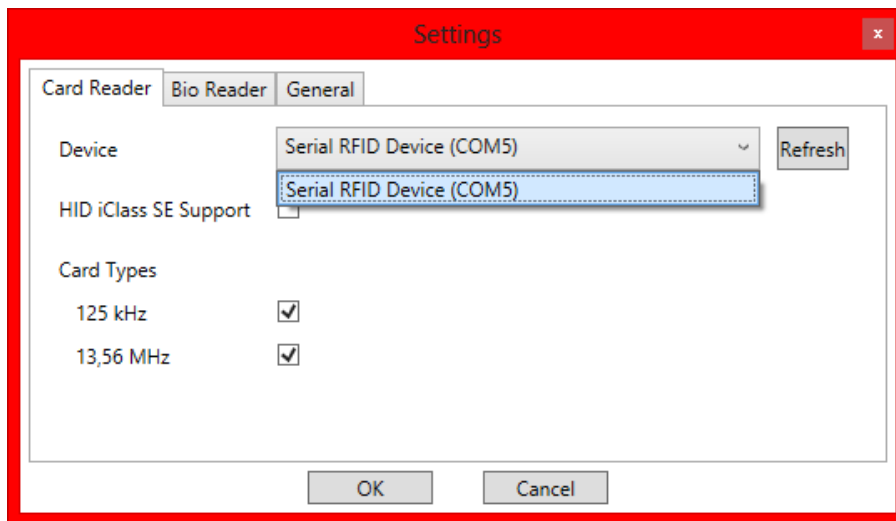 Settings
x
Card Reader Bio Reader General
Device Serial RFID Device (COM5) Refresh
Serial RFID Device (COM5)
HID iClass SE Support
Card Types
125 kHz
13,56 MHz
OK Cancel